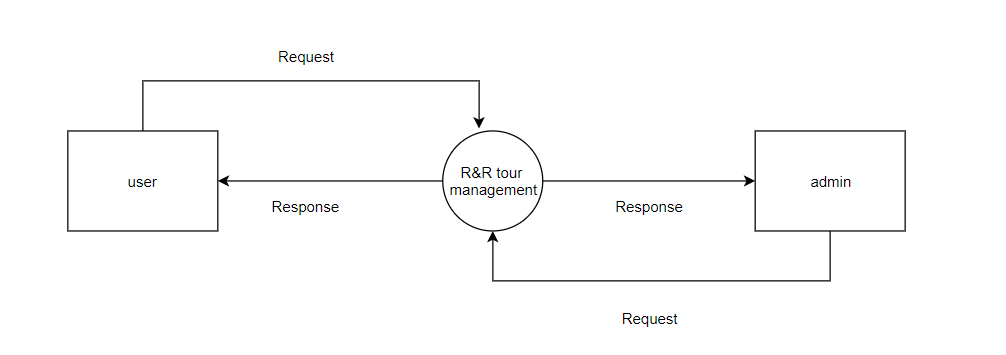 Request
user
R&R tour
management
admin
Response
Response
Request